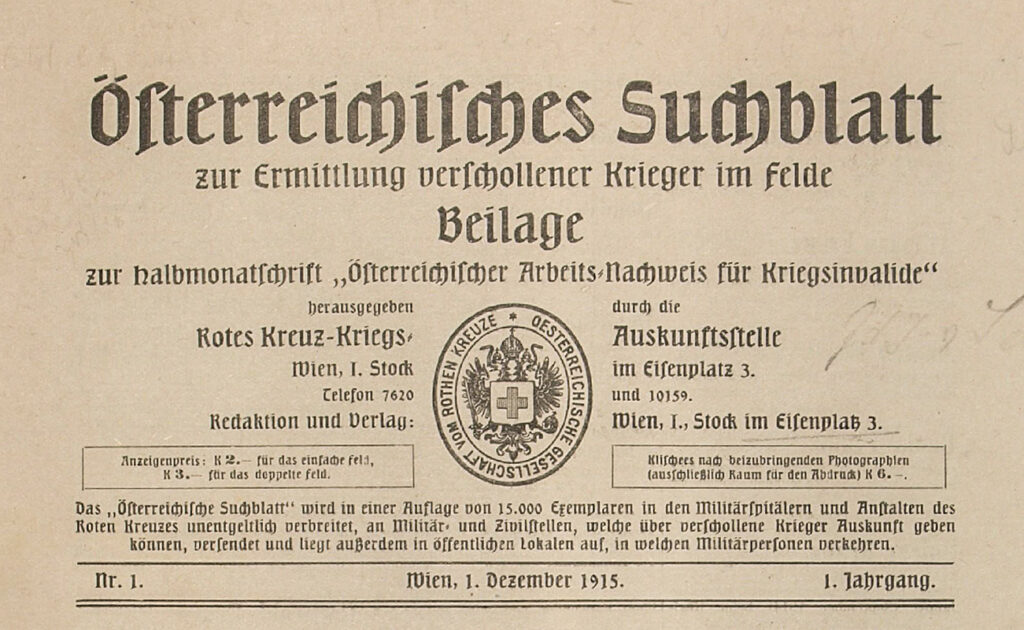 Österreichisches Suchblatt
zur Ermittlung verschollener Krieger im Felde
Beilage
zur Halbmonatschrift „Österreichischer Arbeits-Nachweis für Kriegsinvalide“
herausgegeben durch die
Rotes Kreuz-Kriegs- Auskunftsstelle
Wien, I. Stock im Eisenplatz 3.
Telefon 7620 und 10159.
Redaktion und Verlag: Wien, I., Stock im Eisenplatz 3.
OESTERREICHISCHE GESELLSCHAFT VOM ROTHEN KREUZE *
Anzeigenpreis: K 2.— für das einfache Feld,
K 3.— für das doppelte Feld.
Klischees nach beizubringenden Photographien
(ausschließlich Raum für den Abdruck) K 6.—.
Das „Österreichische Suchblatt“ wird in einer Auflage von 15.000 Exemplaren in den Militärspitälern und Anstalten des
Roten Kreuzes unentgeltlich verbreitet, an Militär- und Zivilstellen, welche über verschollene Krieger Auskunft geben
können, versendet und liegt außerdem in öffentlichen Lokalen auf, in welchen Militärpersonen verkehren.
Nr. 1. Wien, 1. Dezember 1915. 1. Jahrgang.